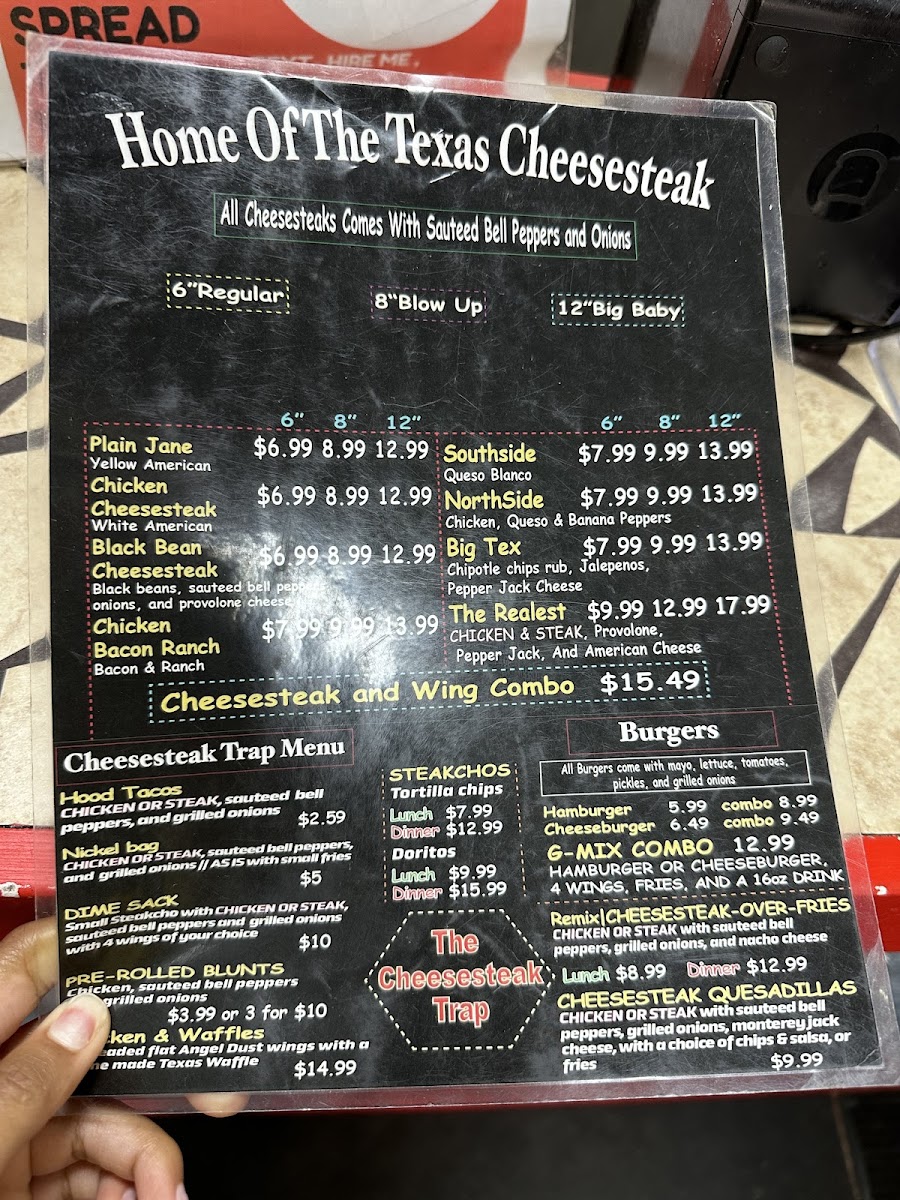 SPREAD
HIRE ME,
Home Of The Texas Cheesesteak
All Cheesesteaks Comes With Sauteed Bell Peppers and Onions
6"Regular
8"Blow Up
12"Big Baby
6" 8" 12"
Plain Jane $6.99 8.99 12.99
Yellow American
Chicken
Cheesesteak $6.99 8.99 12.99
White American
Black Bean
Cheesesteak $6.99 8.99 12.99
Black beans, sauteed bell peppers
onions, and provolone cheese
Chicken
Bacon Ranch $7.99 9.99 13.99
Bacon & Ranch
6" 8" 12"
Southside $7.99 9.99 13.99
Queso Blanco
NorthSide $7.99 9.99 13.99
Chicken, Queso & Banana Peppers
Big Tex $7.99 9.99 13.99
Chipotle chips rub, Jalepenos,
Pepper Jack Cheese
The Realest $9.99 12.99 17.99
CHICKEN & STEAK, Provolone,
Pepper Jack, And American Cheese
Cheesesteak and Wing Combo $15.49
Cheesesteak Trap Menu
Hood Tacos
CHICKEN OR STEAK, sauteed bell
peppers, and grilled onions $2.59
Nickel bag
CHICKEN OR STEAK, sauteed bell peppers,
and grilled onions // AS IS with small fries
$5
DIME SACK
Small Steakcho with CHICKEN OR STEAK,
sauteed bell peppers and grilled onions
with 4 wings of your choice $10
PRE-ROLLED BLUNTS
Chicken, sauteed bell peppers
grilled onions
$3.99 or 3 for $10
cken & Waffles
eaded flat Angel Dust wings with a
e made Texas Waffle $14.99
STEAKCHOS
Tortilla chips
Lunch $7.99
Dinner $12.99
Doritos
Lunch $9.99
Dinner $15.99
The
Cheesesteak
Trap
Burgers
All Burgers come with mayo, lettuce, tomatoes,
pickles, and grilled onions
Hamburger 5.99 combo 8.99
Cheeseburger 6.49 combo 9.49
G-MIX COMBO 12.99
HAMBURGER OR CHEESEBURGER,
4 WINGS, FRIES, AND A 16oz DRINK
Remix|CHEESESTEAK-OVER-FRIES
CHICKEN OR STEAK with sauteed bell
peppers, grilled onions, and nacho cheese
Lunch $8.99 Dinner $12.99
CHEESESTEAK QUESADILLAS
CHICKEN OR STEAK with sauteed bell
peppers, grilled onions, monterey jack
cheese, with a choice of chips & salsa, or
fries $9.99